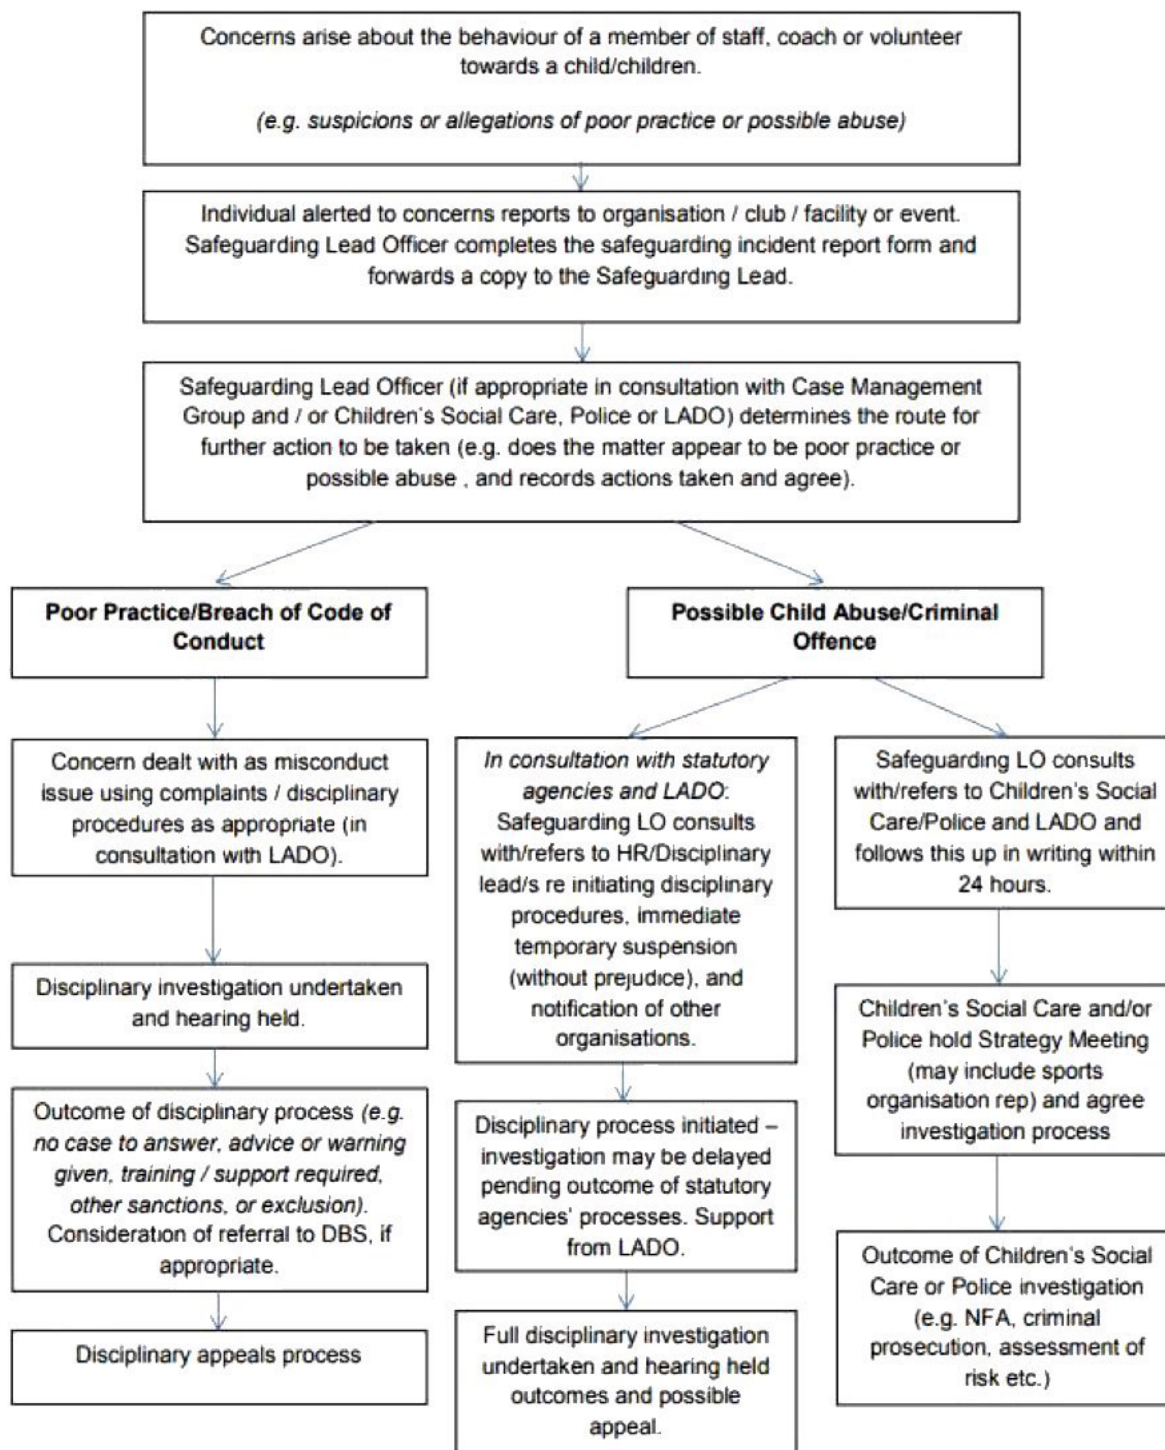 Concerns arise about the behaviour of a member of staff, coach or volunteer
towards a child/children.
(e.g. suspicions or allegations of poor practice or possible abuse)
Individual alerted to concerns reports to organisation / club / facility or event.
Safeguarding Lead Officer completes the safeguarding incident report form and
forwards a copy to the Safeguarding Lead.
Safeguarding Lead Officer (if appropriate in consultation with Case Management
Group and / or Children's Social Care, Police or LADO) determines the route for
further action to be taken (e.g. does the matter appear to be poor practice or
possible abuse , and records actions taken and agree).
Poor Practice/Breach of Code of
Conduct
Concern dealt with as misconduct
issue using complaints / disciplinary
procedures as appropriate (in
consultation with LADO).
Disciplinary investigation undertaken
and hearing held.
Outcome of disciplinary process (e.g.
no case to answer, advice or warning
given, training / support required,
other sanctions, or exclusion).
Consideration of referral to DBS, if
appropriate.
Disciplinary appeals process
Possible Child Abuse/Criminal
Offence
In consultation with statutory
agencies and LADO:
Safeguarding LO consults
with/refers to HR/Disciplinary
lead/s re initiating disciplinary
procedures, immediate
temporary suspension
(without prejudice), and
notification of other
organisations.
Disciplinary process initiated –
investigation may be delayed
pending outcome of statutory
agencies' processes. Support
from LADO.
Full disciplinary investigation
undertaken and hearing held
outcomes and possible
appeal.
Safeguarding LO consults
with/refers to Children's Social
Care/Police and LADO and
follows this up in writing within
24 hours.
Children's Social Care and/or
Police hold Strategy Meeting
(may include sports
organisation rep) and agree
investigation process
Outcome of Children's Social
Care or Police investigation
(e.g. NFA, criminal
prosecution, assessment of
risk etc.)